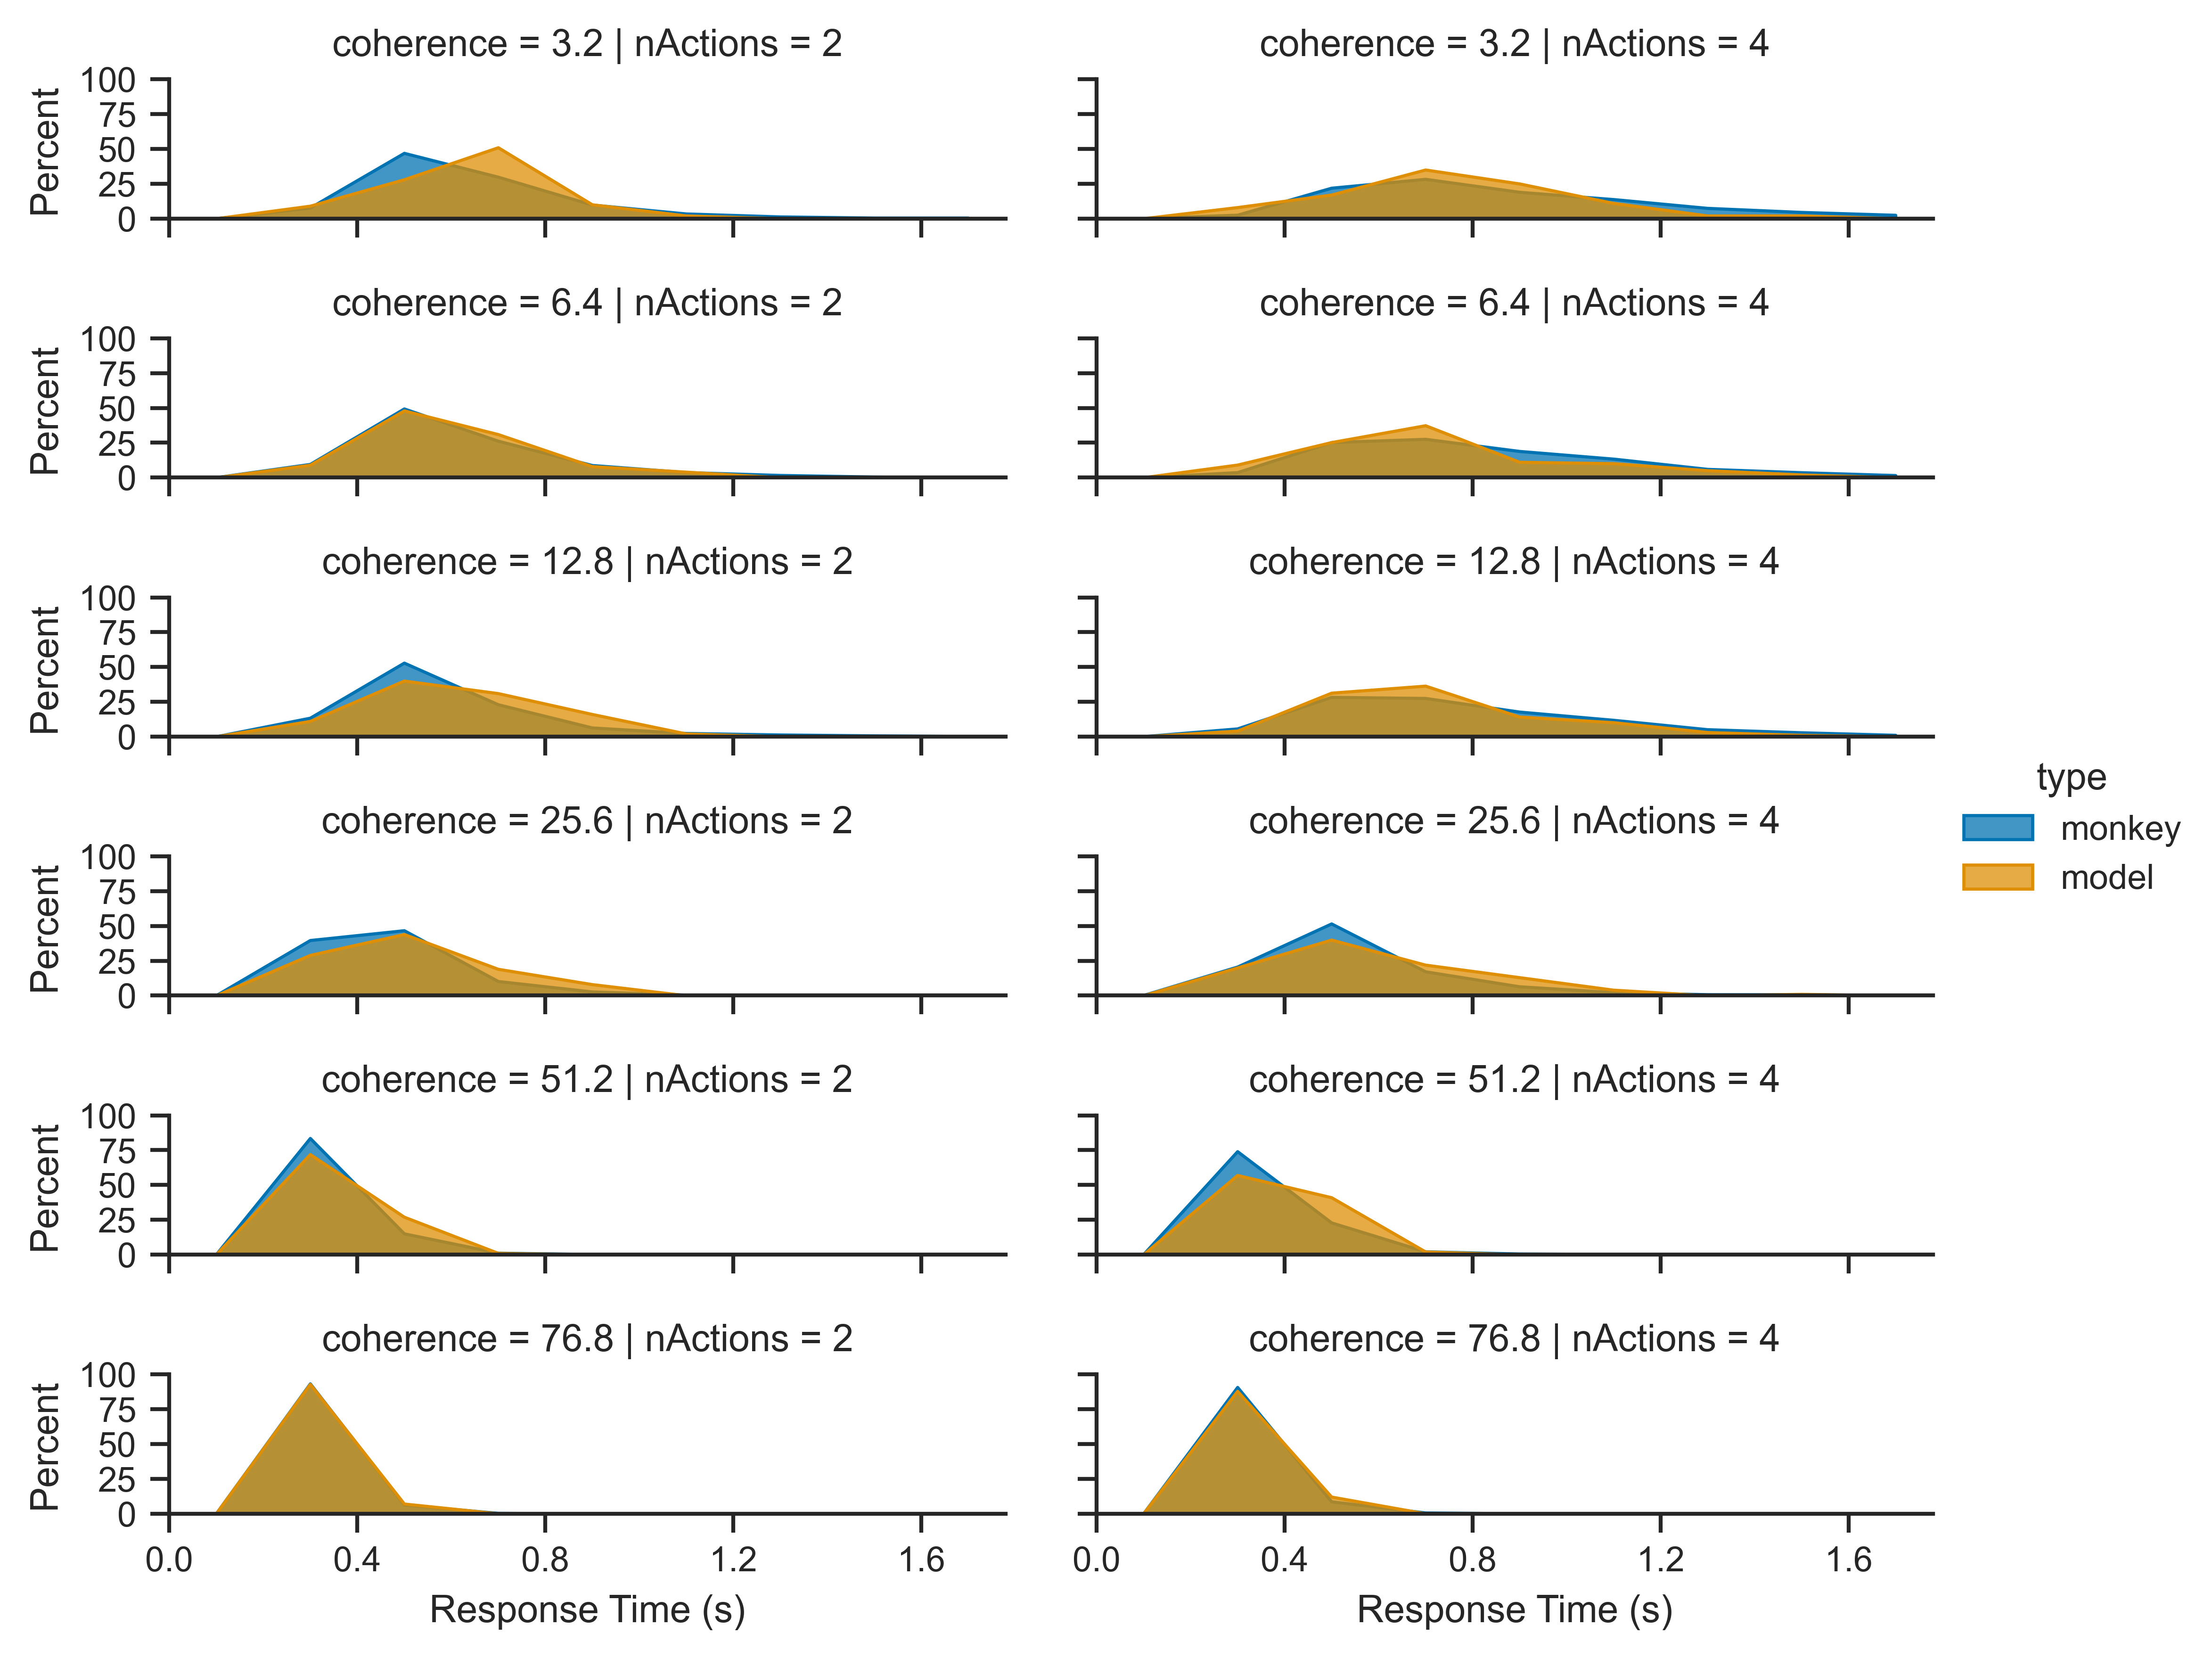 coherence = 3.2 | nActions = 2
coherence = 3.2 | nActions = 4
100
75
50
25
0
Percent
coherence = 6.4 | nActions = 2
coherence = 6.4 | nActions = 4
100
75
50
25
0
Percent
coherence = 12.8 | nActions = 2
coherence = 12.8 | nActions = 4
100
75
50
25
0
Percent
coherence = 25.6 | nActions = 2
coherence = 25.6 | nActions = 4
100
75
50
25
0
Percent
coherence = 51.2 | nActions = 2
coherence = 51.2 | nActions = 4
100
75
50
25
0
Percent
coherence = 76.8 | nActions = 2
coherence = 76.8 | nActions = 4
100
75
50
25
0
Percent
0.0 0.4 0.8 1.2 1.6
0.0 0.4 0.8 1.2 1.6
Response Time (s)
Response Time (s)
type
monkey
model